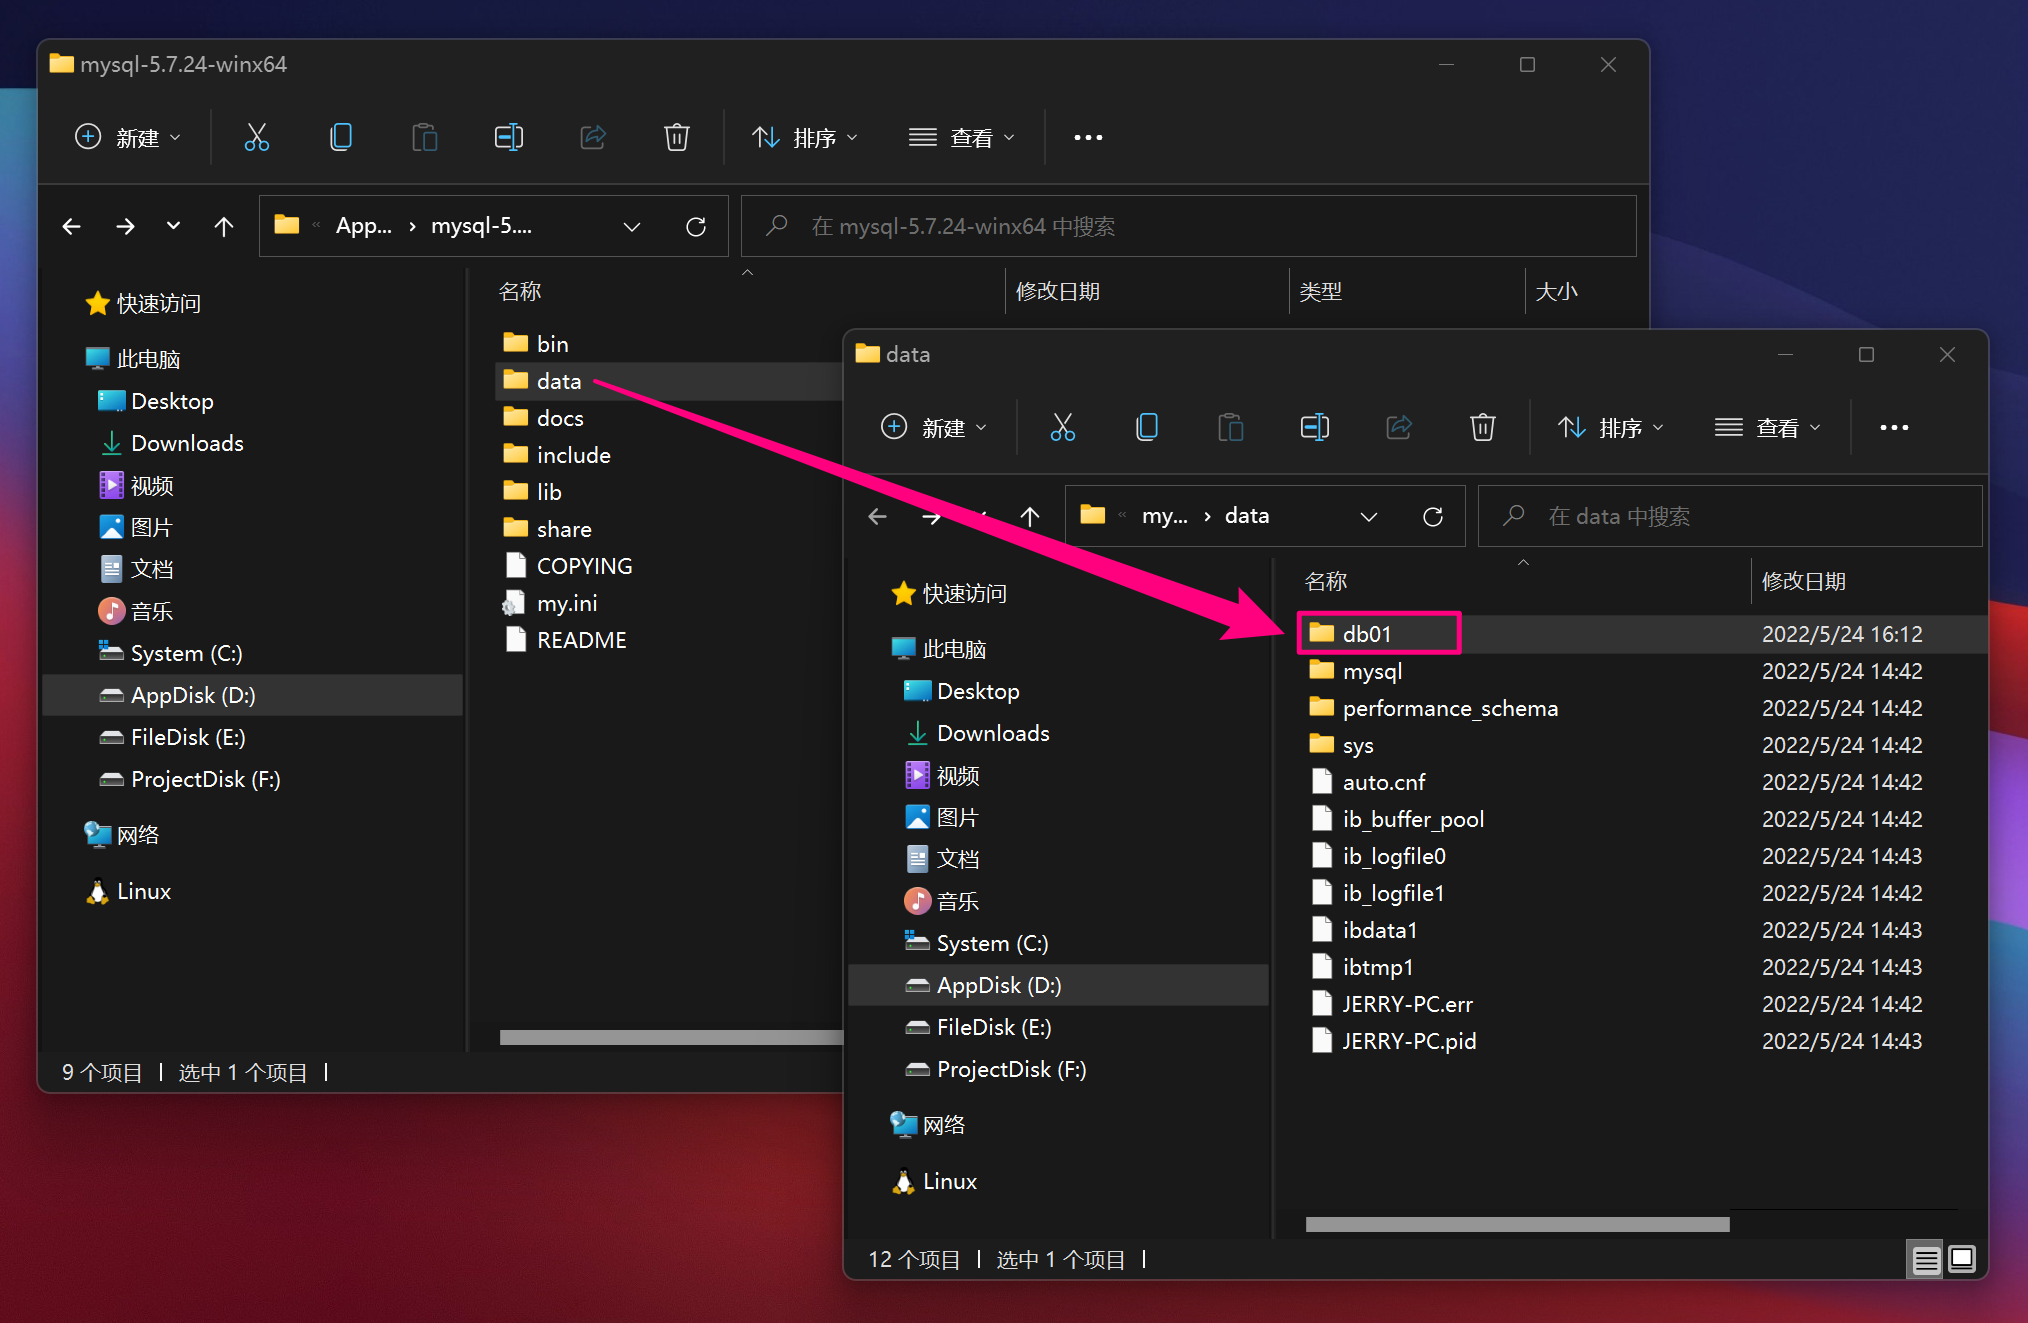 mysql-5.7.24-winx64
新建
排序
查看
App... › mysql-5....
在 mysql-5.7.24-winx64 中搜索
快速访问
此电脑
Desktop
Downloads
视频
图片
文档
音乐
System (C:)
AppDisk (D:)
FileDisk (E:)
ProjectDisk (F:)
网络
Linux
名称 修改日期 类型 大小
bin
data
docs
include
lib
share
COPYING
my.ini
README
9 个项目 | 选中 1 个项目 |
data
新建
排序
查看
my... › data
在 data 中搜索
快速访问
此电脑
Desktop
Downloads
视频
图片
文档
音乐
System (C:)
AppDisk (D:)
FileDisk (E:)
ProjectDisk (F:)
网络
Linux
名称 修改日期
db01 2022/5/24 16:12
mysql 2022/5/24 14:42
performance_schema 2022/5/24 14:42
sys 2022/5/24 14:42
auto.cnf 2022/5/24 14:42
ib_buffer_pool 2022/5/24 14:42
ib_logfile0 2022/5/24 14:43
ib_logfile1 2022/5/24 14:42
ibdata1 2022/5/24 14:43
ibtmp1 2022/5/24 14:43
JERRY-PC.err 2022/5/24 14:42
JERRY-PC.pid 2022/5/24 14:43
12 个项目 | 选中 1 个项目 |